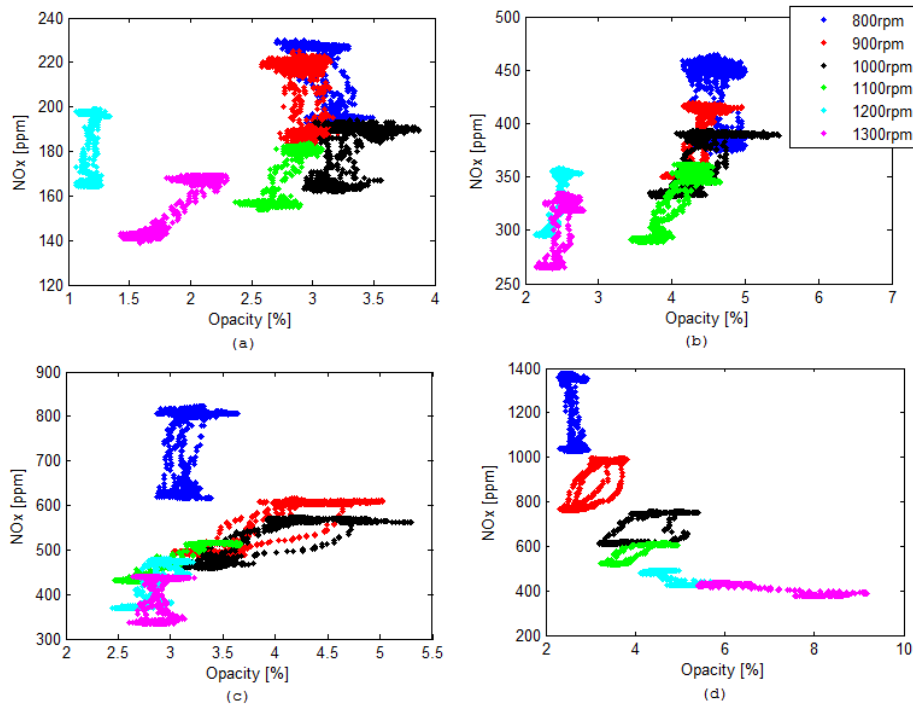 240
220
200
180
160
140
120
NOx [ppm]
1 1.5 2 2.5 3 3.5 4
Opacity [%]
(a)
500
450
400
350
300
250
NOx [ppm]
2 3 4 5 6 7
Opacity [%]
(b)
800rpm
900rpm
1000rpm
1100rpm
1200rpm
1300rpm
900
800
700
600
500
400
300
NOx [ppm]
2 2.5 3 3.5 4 4.5 5 5.5
Opacity [%]
(c)
1400
1200
1000
800
600
400
200
NOx [ppm]
2 4 6 8 10
Opacity [%]
(d)